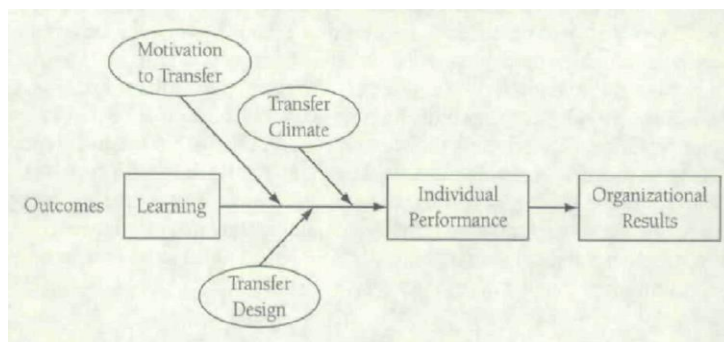 Motivation
to Transfer
Transfer
Climate
Outcomes
Learning
Individual
Performance
Organizational
Results
Transfer
Design